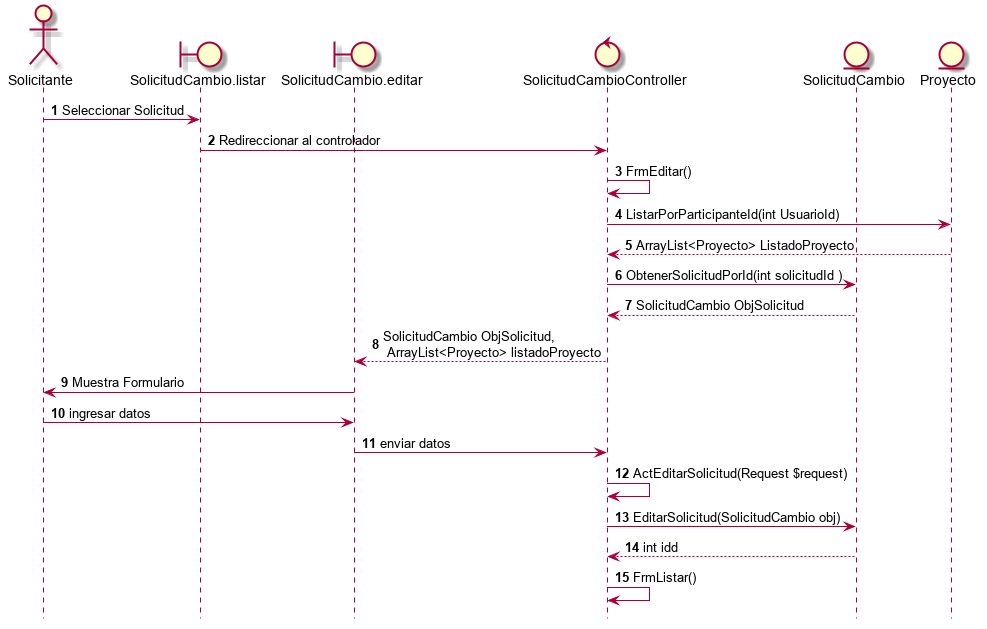 Solicitante
SolicitudCambio.listar
SolicitudCambio.editar
SolicitudCambioController
SolicitudCambio
Proyecto
1 Seleccionar Solicitud
2 Redireccionar al controlador
3 FrmEditar()
4 ListarPorParticipanteId(int UsuarioId)
5 ArrayList<Proyecto> ListadoProyecto
6 ObtenerSolicitudPorId(int solicitudId )
7 SolicitudCambio ObjSolicitud
8 SolicitudCambio ObjSolicitud,
ArrayList<Proyecto> listadoProyecto
9 Muestra Formulario
10 ingresar datos
11 enviar datos
12 ActEditarSolicitud(Request $request)
13 EditarSolicitud(SolicitudCambio obj)
14 int idd
15 FrmListar()